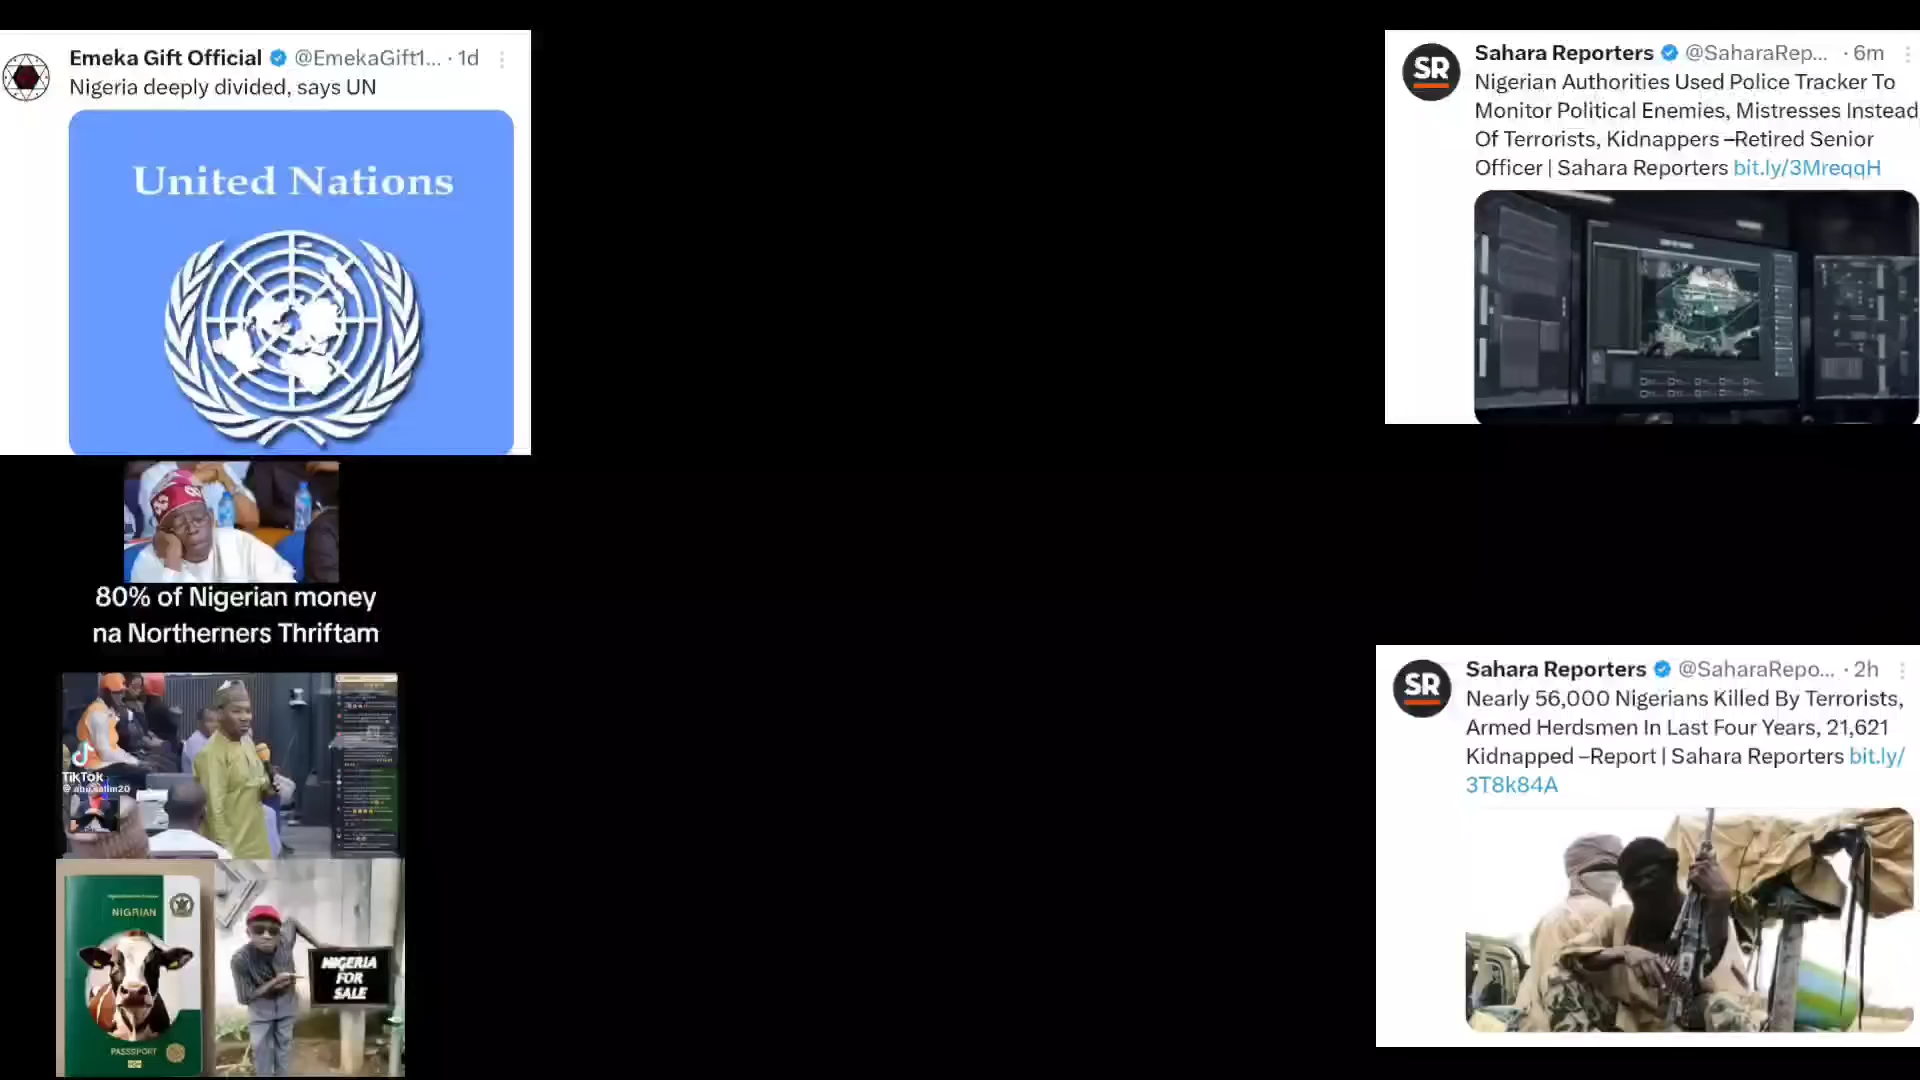 Emeka Gift Official @EmekaGift1... · 1d
Nigeria deeply divided, says UN
United Nations
80% of Nigerian money
na Northerners Thriftam
TikTok
@ abu.salim20
NIGRIAN
PASSSPORT
NIGERIA
FOR
SALE
SR
Sahara Reporters @SaharaRep... · 6m
Nigerian Authorities Used Police Tracker To
Monitor Political Enemies, Mistresses Instead
Of Terrorists, Kidnappers –Retired Senior
Officer | Sahara Reporters bit.ly/3MreqqH
SR
Sahara Reporters @SaharaRepo... · 2h
Nearly 56,000 Nigerians Killed By Terrorists,
Armed Herdsmen In Last Four Years, 21,621
Kidnapped –Report | Sahara Reporters bit.ly/
3T8k84A